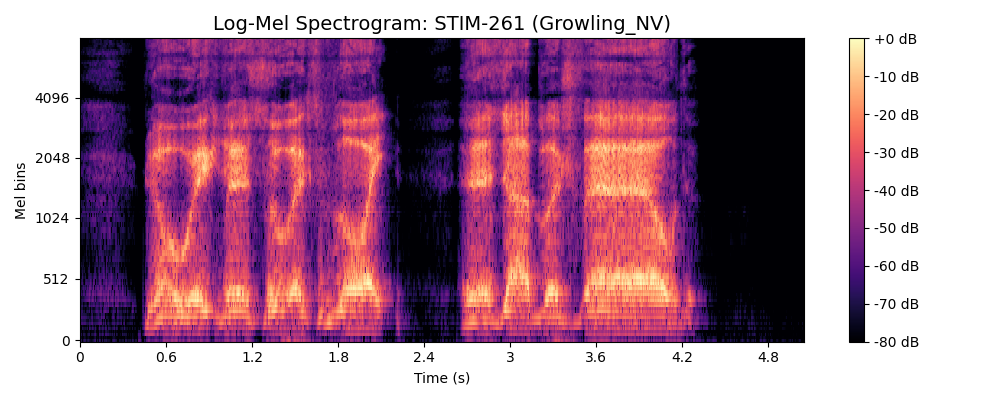 Log-Mel Spectrogram: STIM-261 (Growling_NV)
Mel bins
4096
2048
1024
512
0
0 0.6 1.2 1.8 2.4 3 3.6 4.2 4.8
Time (s)
+0 dB
-10 dB
-20 dB
-30 dB
-40 dB
-50 dB
-60 dB
-70 dB
-80 dB